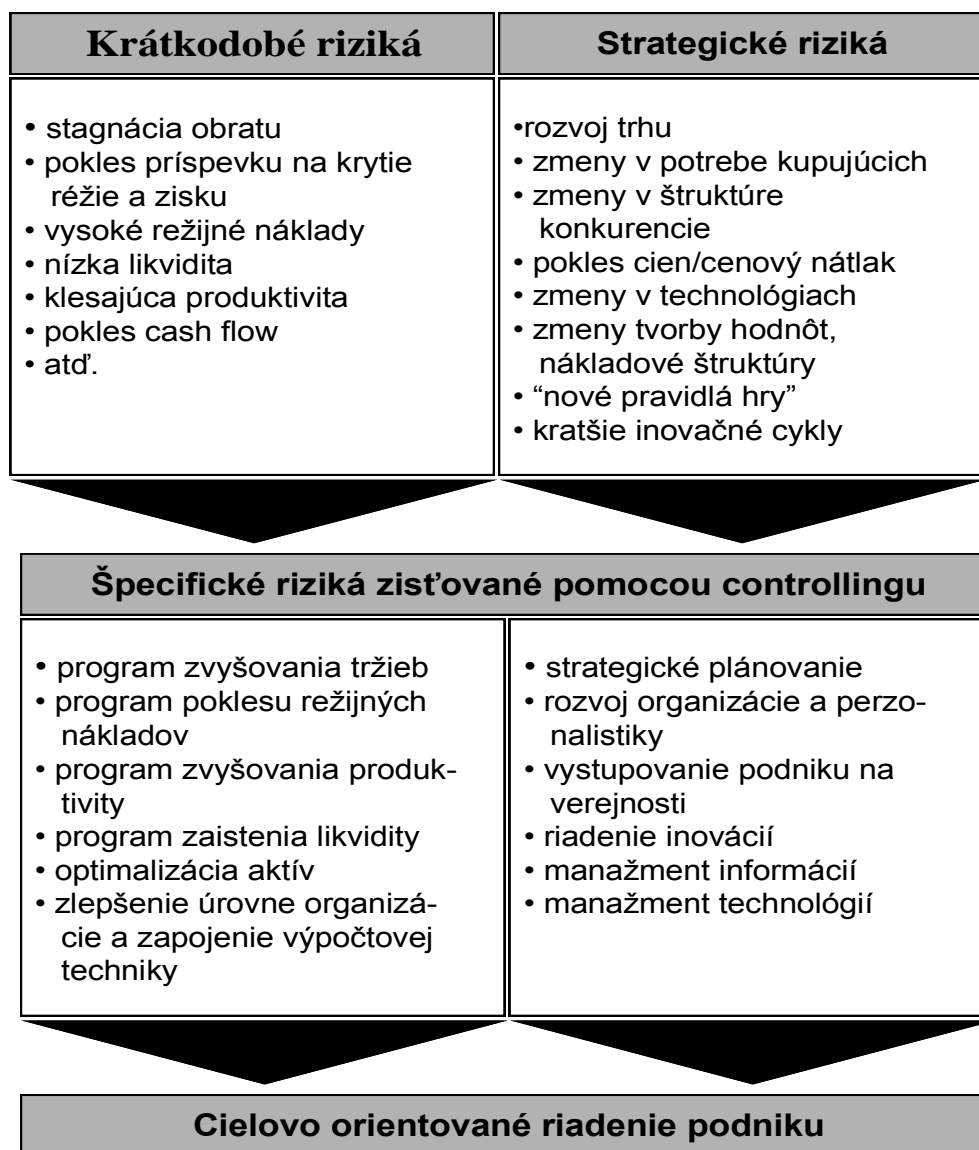 Krátkodobé riziká
Strategické riziká
• stagnácia obratu
• pokles príspevku na krytie
réžie a zisku
• vysoké režijné náklady
• nízka likvidita
• klesajúca produktivita
• pokles cash flow
• atď.
•rozvoj trhu
• zmeny v potrebe kupujúcich
• zmeny v štruktúre
konkurencie
• pokles cien/cenový nátlak
• zmeny v technológiach
• zmeny tvorby hodnôt,
nákladové štruktúry
• “nové pravidlá hry”
• kratšie inovačné cykly
Špecifické riziká zisťované pomocou controllingu
• program zvyšovania tržieb
• program poklesu režijných
nákladov
• program zvyšovania produk-
tivity
• program zaistenia likvidity
• optimalizácia aktív
• zlepšenie úrovne organizá-
cie a zapojenie výpočtovej
techniky
• strategické plánovanie
• rozvoj organizácie a perzo-
nalistiky
• vystupovanie podniku na
verejnosti
• riadenie inovácií
• manažment informácií
• manažment technológií
Cielovo orientované riadenie podniku